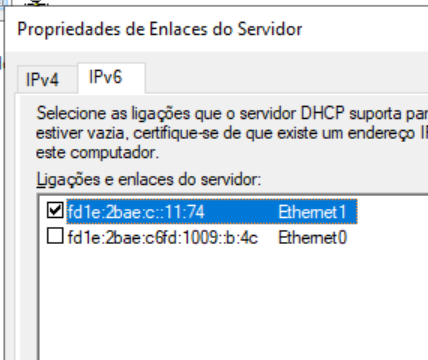 Propriedades de Enlaces do Servidor
IPv4
IPv6
Selecione as ligações que o servidor DHCP suporta par
estiver vazia, certifique-se de que existe um endereço I
este computador.
Ligações e enlaces do servidor:
fd1e:2bae:c::11:74 Ethernet1
fd1e:2bae:c6fd:1009::b:4c Ethernet0